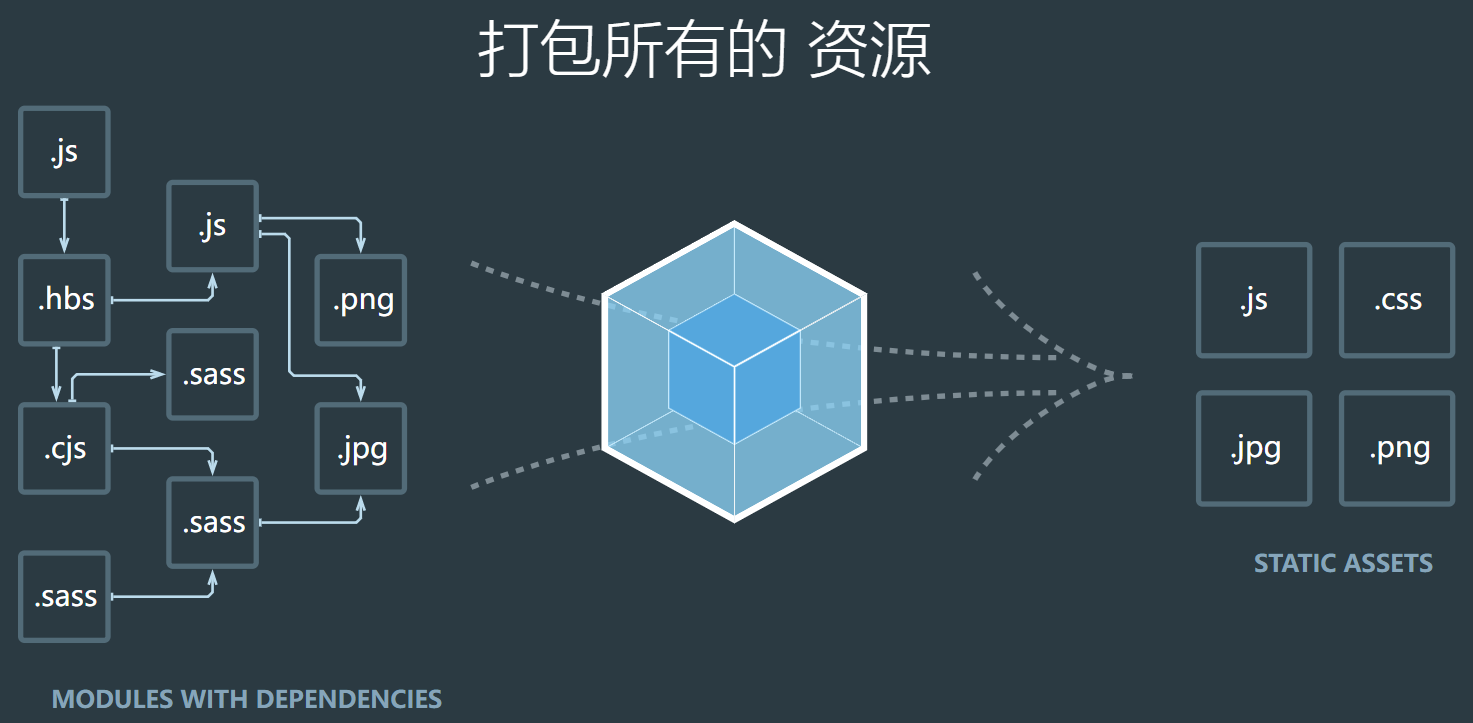 打包所有的 资源
.js
.js
.hbs
.png
.sass
.cjs
.jpg
.sass
.sass
MODULES WITH DEPENDENCIES
.js
.css
.jpg
.png
STATIC ASSETS